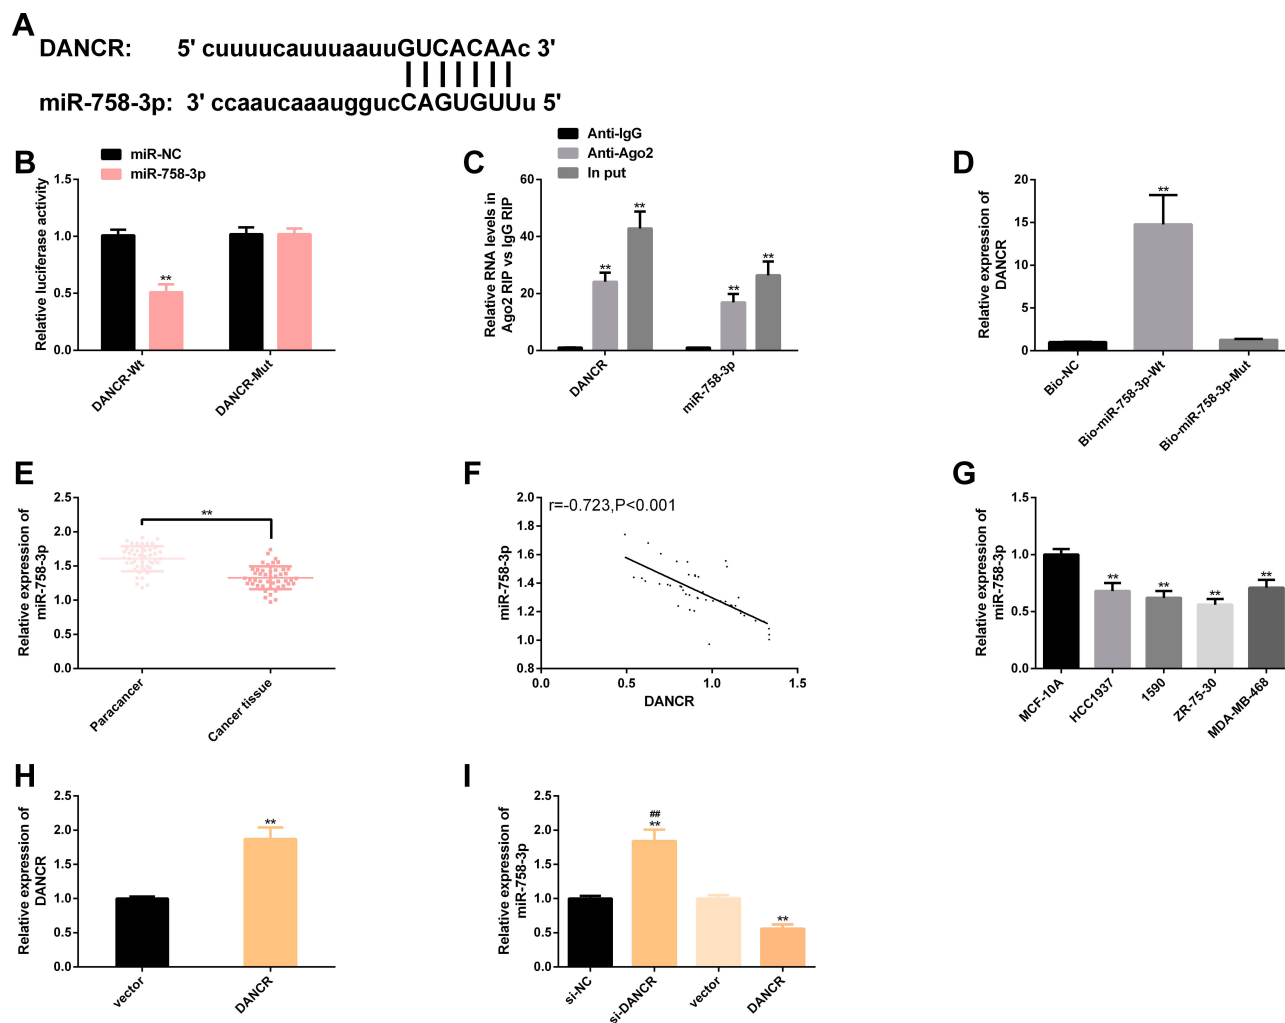 A
DANCR: 5' cuuuucauuuaauuGUCACAAc 3'
miR-758-3p: 3' ccaaucaaauggucCAGUGUUu 5'
B
miR-NC
miR-758-3p
Relative luciferase activity
1.5
1.0
0.5
0.0
**
DANCR-Wt
DANCR-Mut
C
Anti-IgG
Anti-Ago2
In put
Relative RNA levels in
Ago2 RIP vs IgG RIP
60
40
20
0
**
**
**
**
DANCR
miR-758-3p
D
Relative expression of
DANCR
20
15
10
5
0
**
Bio-NC
Bio-miR-758-3p-Wt
Bio-miR-758-3p-Mut
E
Relative expression of
miR-758-3p
2.5
2.0
1.5
1.0
0.5
0.0
**
Paracancer
Cancer tissue
F
r=-0.723,P<0.001
miR-758-3p
2.0
1.8
1.6
1.4
1.2
1.0
0.8
0.0
0.5
1.0
1.5
DANCR
G
Relative expression of
miR-758-3p
1.5
1.0
0.5
0.0
**
**
**
**
MCF-10A
HCC1937
1590
ZR-75-30
MDA-MB-468
H
Relative expression of
DANCR
2.5
2.0
1.5
1.0
0.5
0.0
**
vector
DANCR
I
Relative expression of
miR-758-3p
2.5
2.0
1.5
1.0
0.5
0.0
##
**
**
si-NC
si-DANCR
vector
DANCR